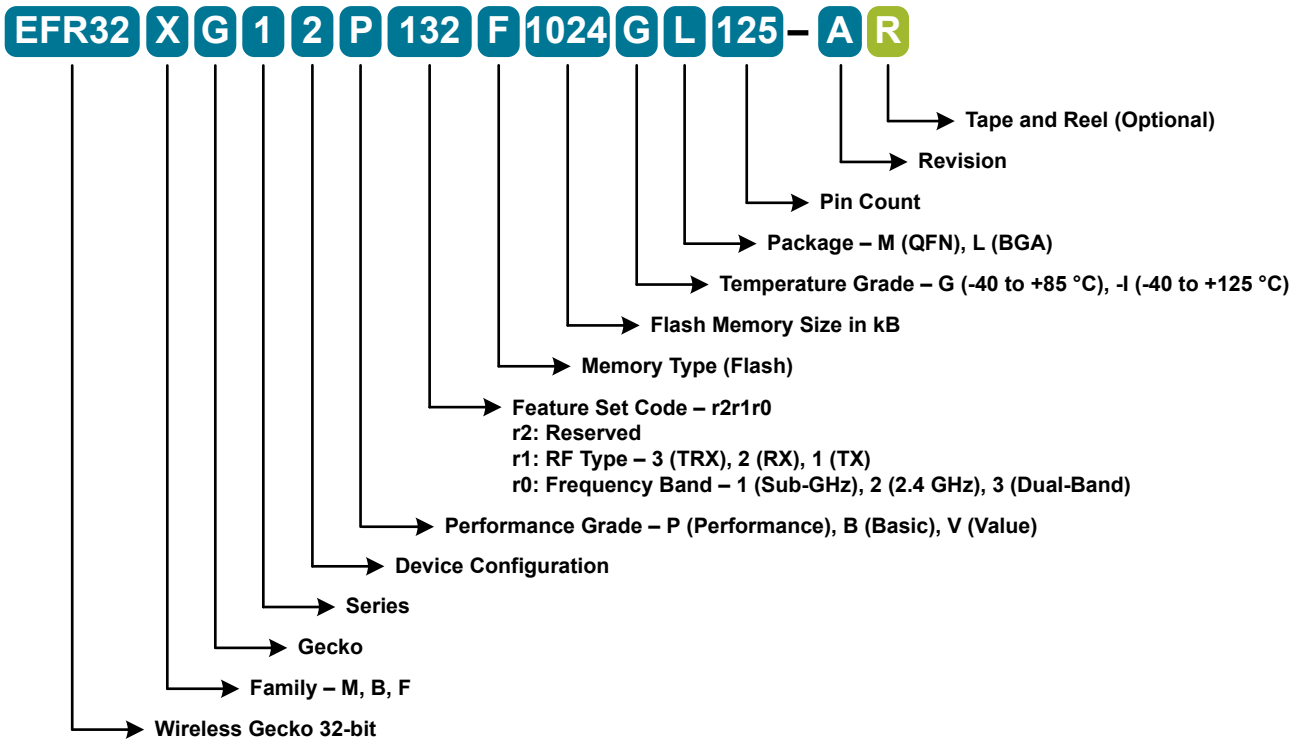 EFR32 X G 1 2 P 132 F 1024 G L 125 – A R
Tape and Reel (Optional)
Revision
Pin Count
Package – M (QFN), L (BGA)
Temperature Grade – G (-40 to +85 °C), -I (-40 to +125 °C)
Flash Memory Size in kB
Memory Type (Flash)
Feature Set Code – r2r1r0
r2: Reserved
r1: RF Type – 3 (TRX), 2 (RX), 1 (TX)
r0: Frequency Band – 1 (Sub-GHz), 2 (2.4 GHz), 3 (Dual-Band)
Performance Grade – P (Performance), B (Basic), V (Value)
Device Configuration
Series
Gecko
Family – M, B, F
Wireless Gecko 32-bit